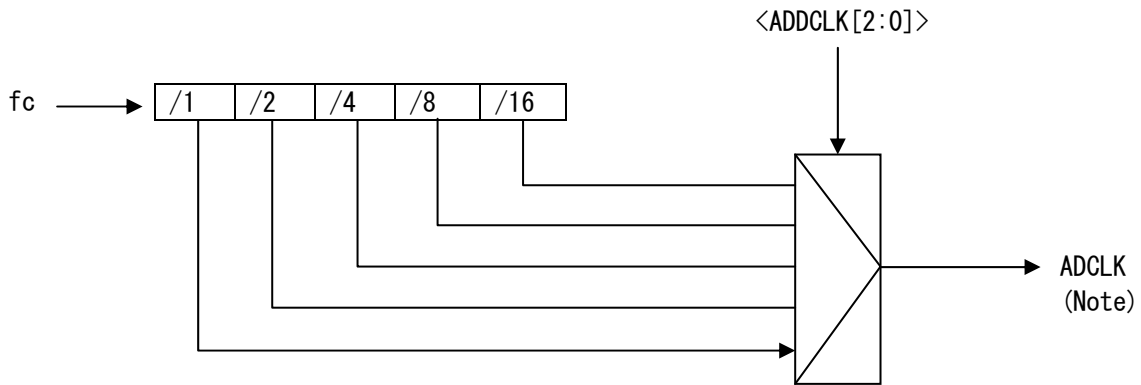 <ADDCLK[2:0]>
fc
/1 /2 /4 /8 /16
ADCLK
(Note)